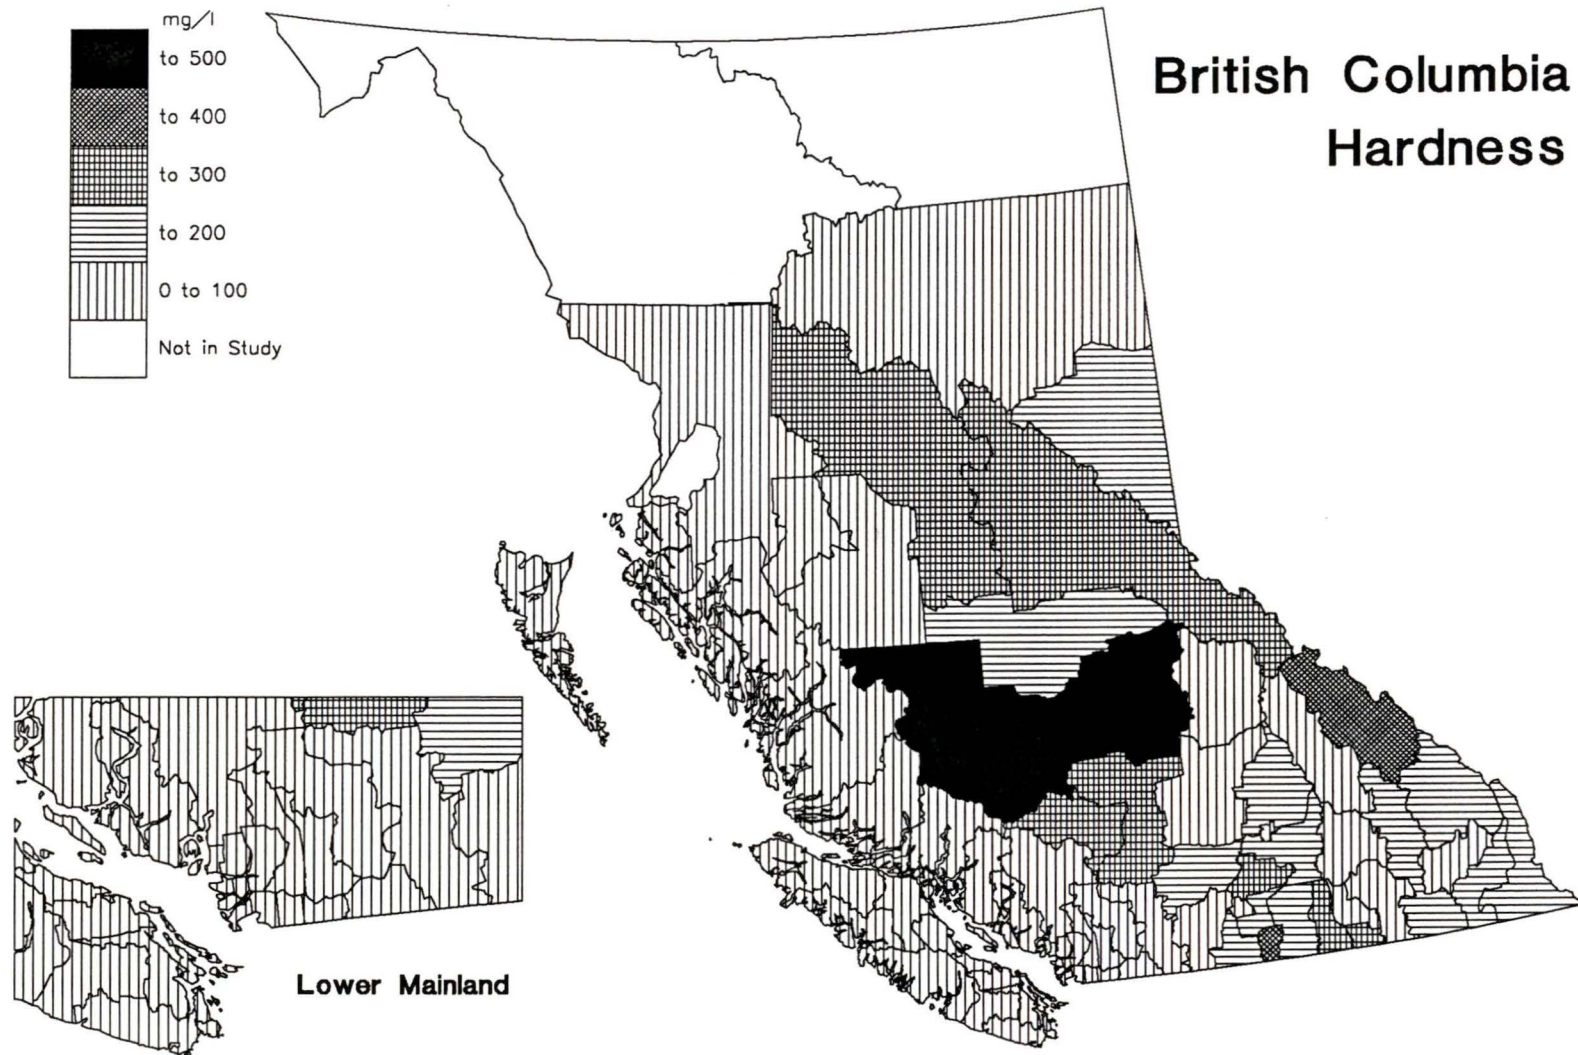 mg/l
to 500
to 400
to 300
to 200
0 to 100
Not in Study
British Columbia
Hardness
Lower Mainland